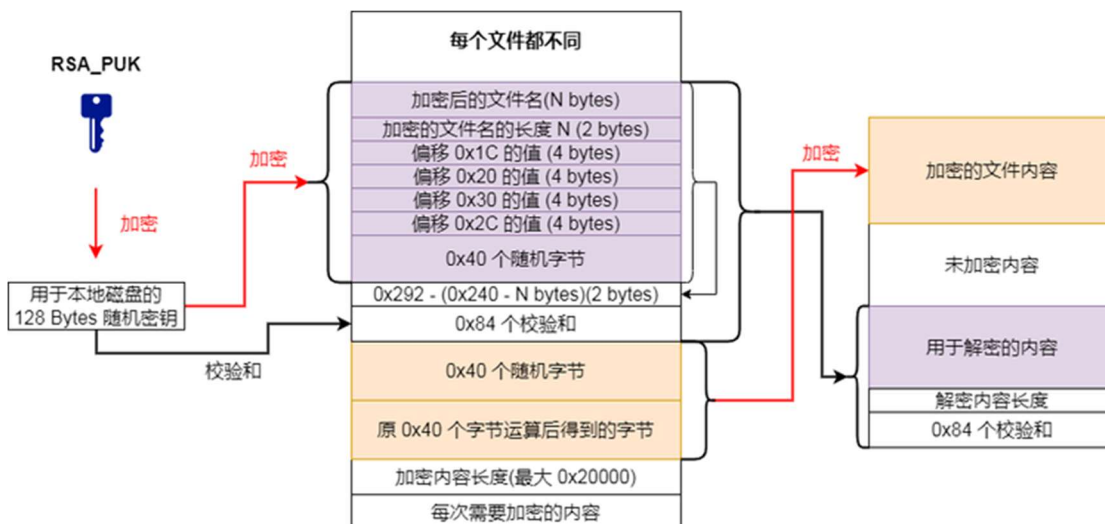 RSA_PUK
加密
用于本地磁盘的
128 Bytes 随机密钥
加密
校验和
每个文件都不同
加密后的文件名(N bytes)
加密的文件名的长度 N (2 bytes)
偏移 0x1C 的值 (4 bytes)
偏移 0x20 的值 (4 bytes)
偏移 0x30 的值 (4 bytes)
偏移 0x2C 的值 (4 bytes)
0x40 个随机字节
0x292 - (0x240 - N bytes)(2 bytes)
0x84 个校验和
0x40 个随机字节
原 0x40 个字节运算后得到的字节
加密内容长度(最大 0x20000)
每次需要加密的内容
加密
加密的文件内容
未加密内容
用于解密的内容
解密内容长度
0x84 个校验和